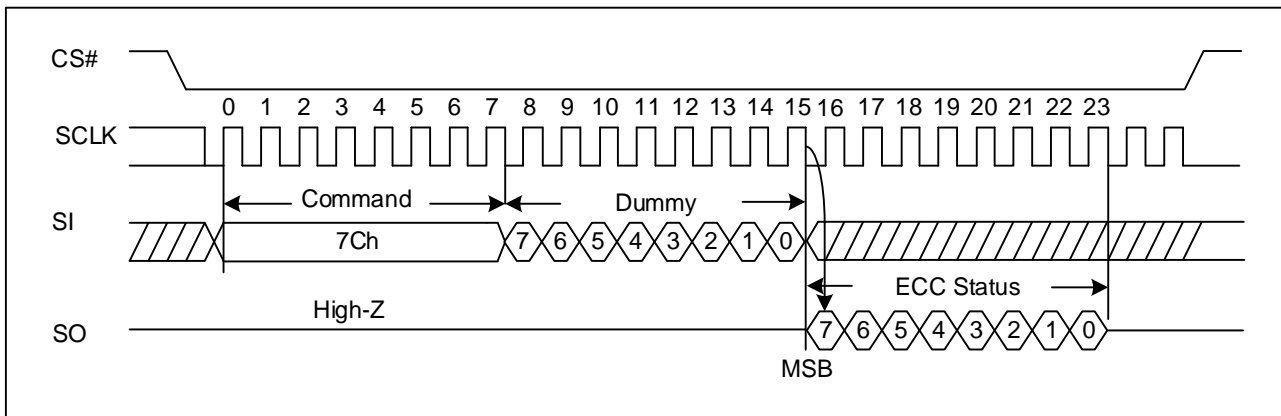 CS#
0 1 2 3 4 5 6 7 8 9 10 11 12 13 14 15 16 17 18 19 20 21 22 23
SCLK
Command Dummy
SI
7Ch 7 6 5 4 3 2 1 0
ECC Status
High-Z
SO
7 6 5 4 3 2 1 0
MSB